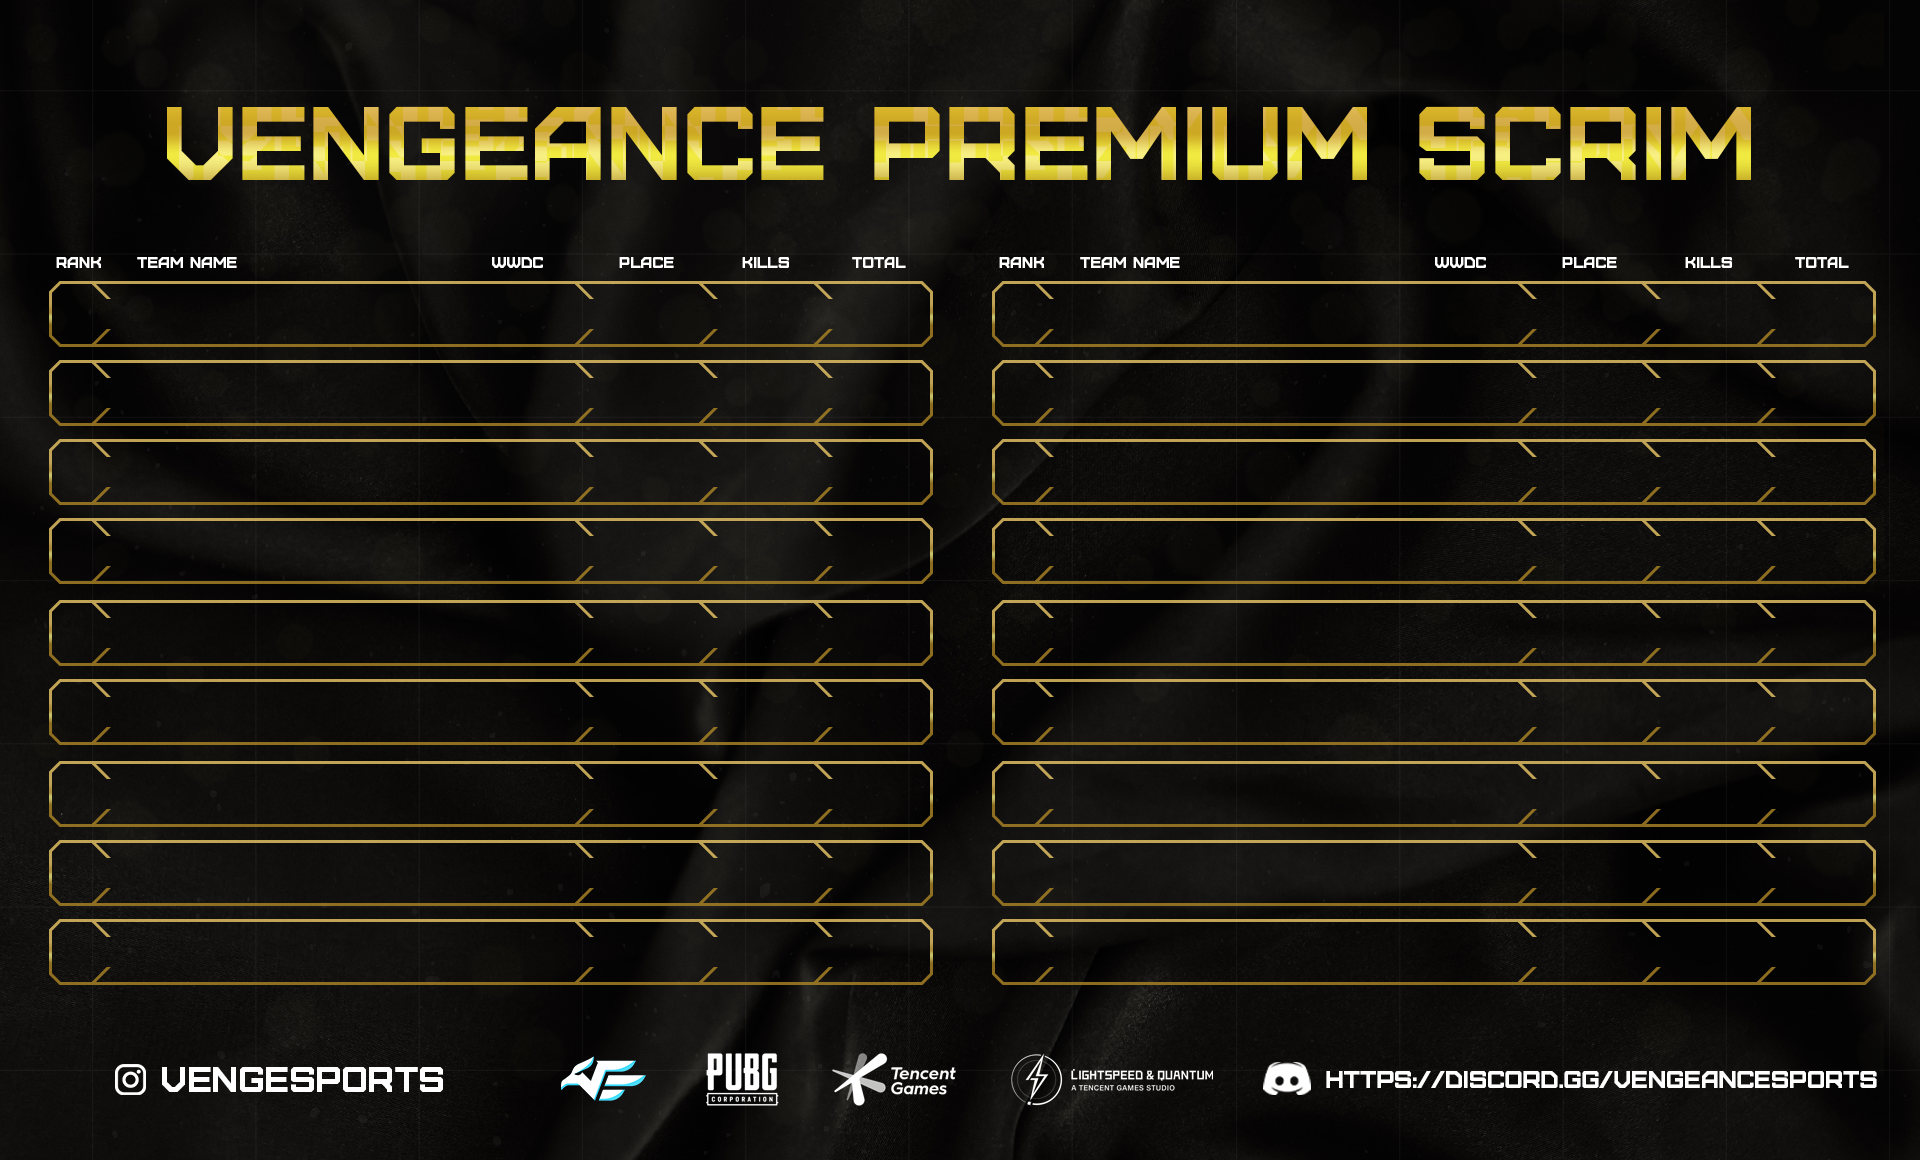 VENGEANCE PREMIUM SCRIM
RANK TEAM NAME WWDC PLACE KILLS TOTAL
RANK TEAM NAME WWDC PLACE KILLS TOTAL
VENGESPORTS
PUBG
CORPORATION
Tencent
Games
LIGHTSPEED & QUANTUM
A TENCENT GAMES STUDIO
HTTPS://DISCORD.GG/VENGEANCESPORTS